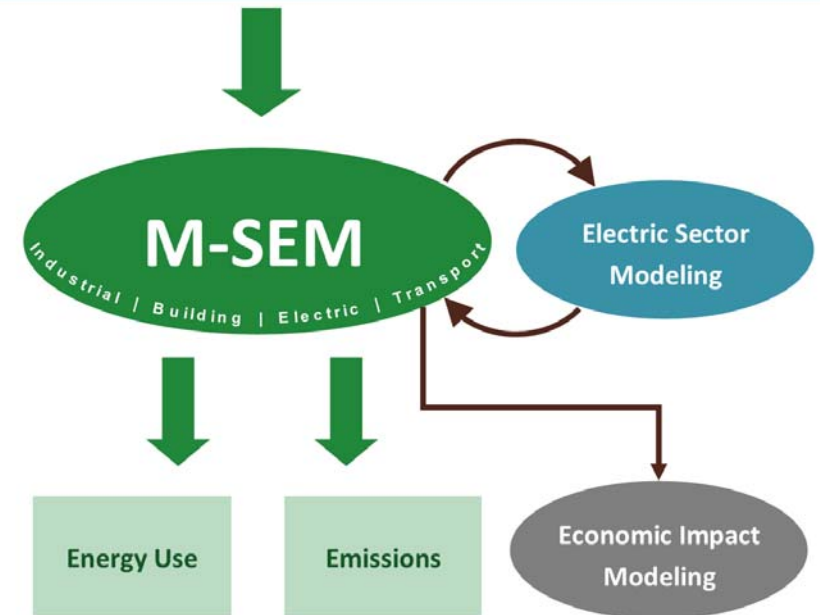 M-SEM
Industrial | Building | Electric | Transport
Electric Sector
Modeling
Energy Use
Emissions
Economic Impact
Modeling